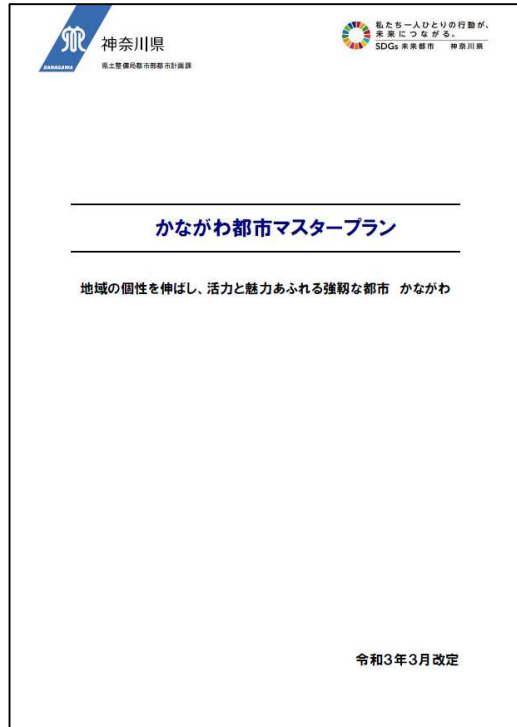 神奈川県
KANAGAWA
県土整備局都市部都市計画課
私たち一人ひとりの行動が、
未来につながる。
SDGs 未来都市 神奈川県
かながわ都市マスタープラン
地域の個性を伸ばし、活力と魅力あふれる強靱な都市 かながわ
令和3年3月改定